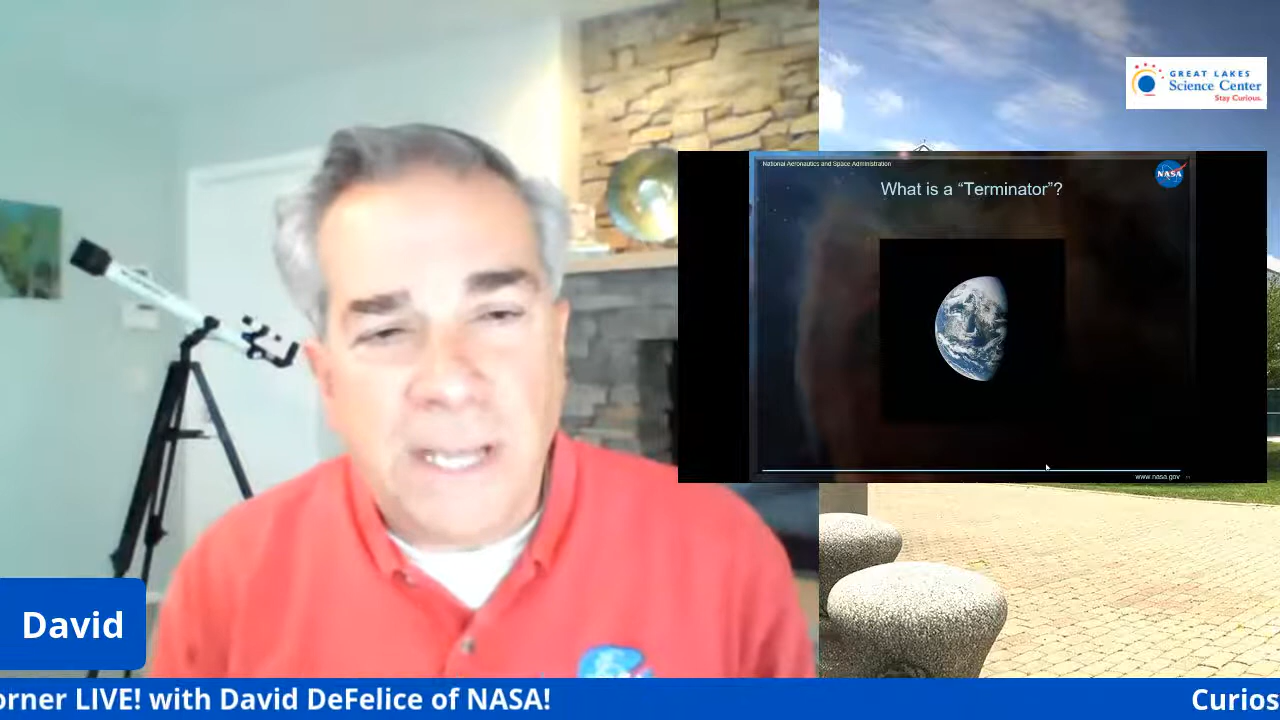 GREAT LAKES
Science Center
Stay Curious.
National Aeronautics and Space Administration
NASA
What is a “Terminator”?
www.nasa.gov
David
orner LIVE! with David DeFelice of NASA!
Curios